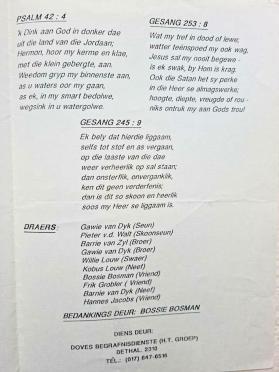 PSALM 42 : 4
'k Dink aan God in donker dae
uit die land van die Jordaan;
Hermon, hoor my kerme en klae,
met die klein gebergte, aan.
Weedom gryp my binnenste aan,
as u waters oor my gaan,
as ek, in my smart bedolwe,
wegsink in u watergolwe.
GESANG 253 : 8
Wat my tref in dood of lewe;
watter teënspoed my ook wag,
Jesus sal my nooit begewe -
is ek swak, by Hom is krag.
Ook die Satan het sy perke
in die Heer se almagswerke;
hoogte, diepte, vreugde of rou -
niks ontruk my aan Gods trou!
GESANG 245 : 9
Ek bely dat hierdie liggaam,
selfs tot stof en as vergaan,
op die laaste van die dae
weer verheerlik op sal staan;
dan onsterflik, onverganklik,
ken dit geen verderfenis;
dan is dit so skoon en heerlik
soos my Heer se liggaam is.
DRAERS:
Gawie van Dyk (Seun)
Pieter v.d. Walt (Skoonseun)
Barrie van Zyl (Broer)
Gawie van Dyk (Broer)
Willie Louw (Swaer)
Kobus Louw (Neef)
Bossie Bosman (Vriend)
Frik Grobler ( Vriend)
Barnie van Dyk (Neef)
Hannes Jacobs (Vriend)
BEDANKINGS DEUR: BOSSIE BOSMAN
DIENS DEUR:
DOVES BEGRAFNISDIENSTE (H.T. GROEP)
BETHAL. 2310
TEL.: (017) 647-6516